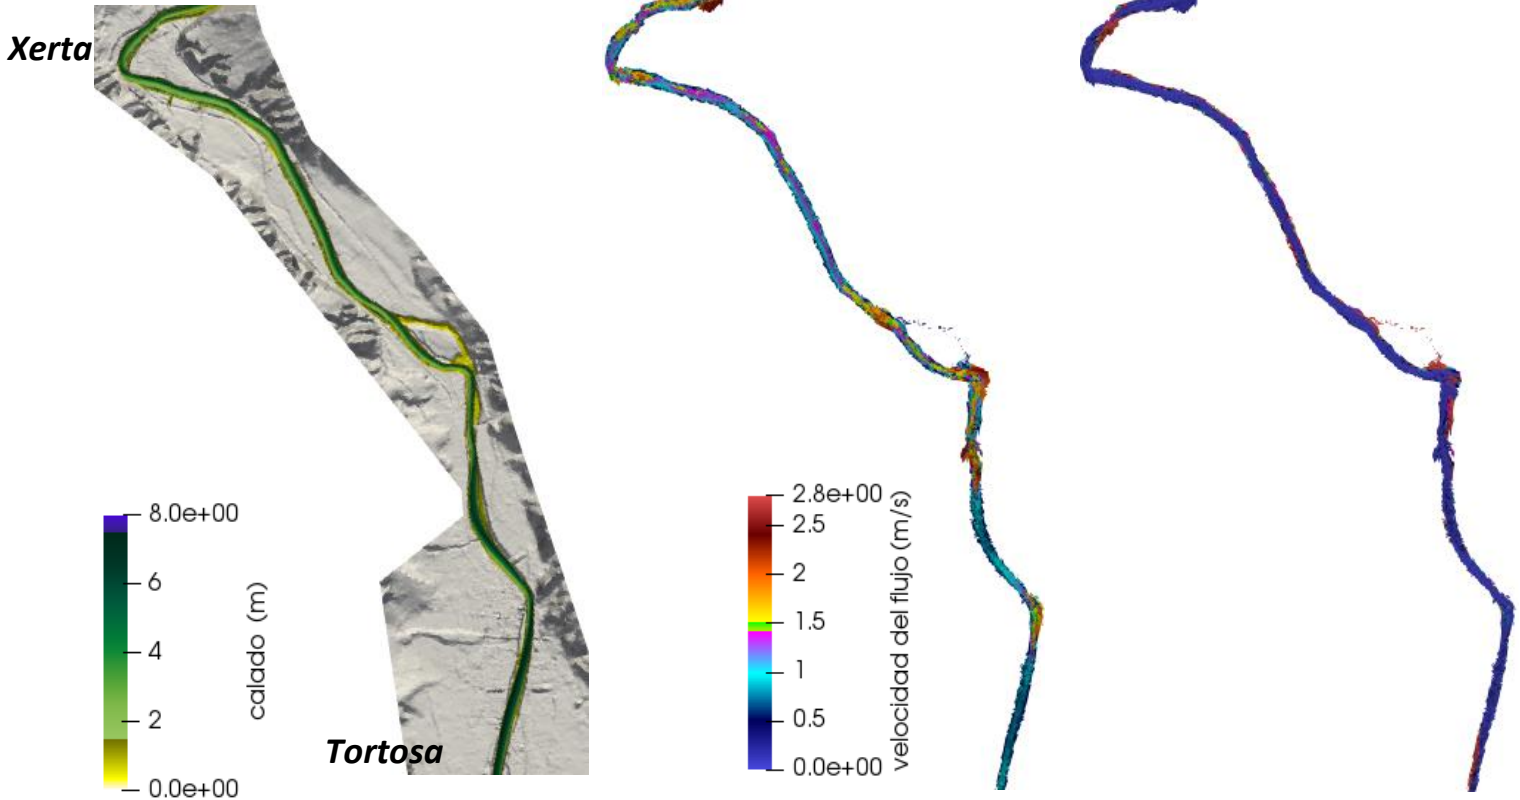 Xerta
8.0e+00
6
4
2
0.0e+00
calado (m)
Tortosa
2.8e+00
2.5
2
1.5
1
0.5
0.0e+00
velocidad del flujo (m/s)